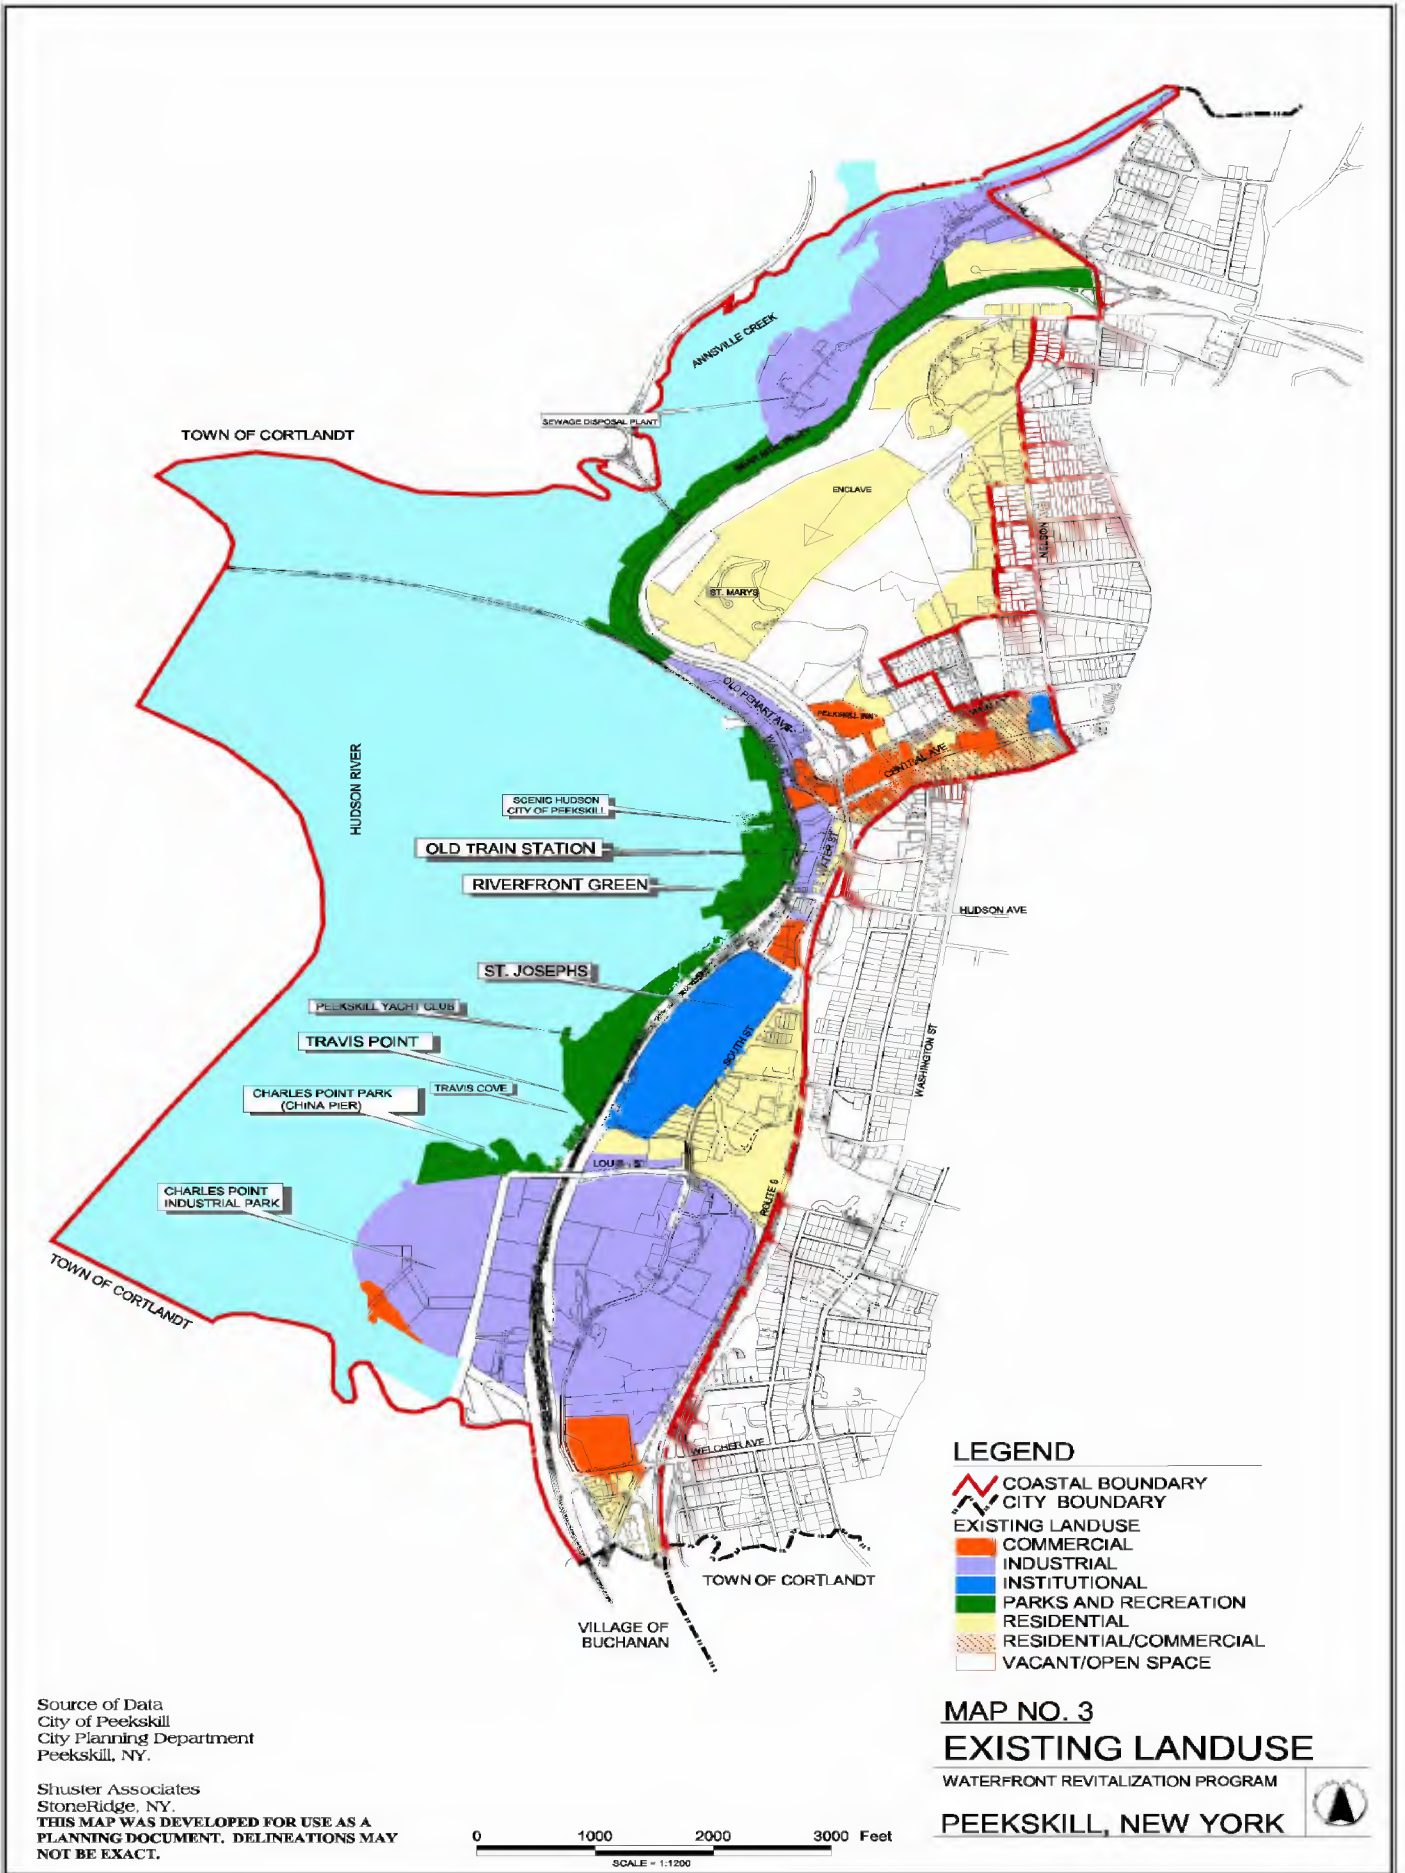 TOWN OF CORTLANDT
ANNSVILLE CREEK
SEWAGE DISPOSAL PLANT
ENCLAVE
NELSON AVE
ST. MARYS
PEEKSKILL INN
CENTRAL AVE
HUDSON RIVER
SCENIC HUDSON
CITY OF PEEKSKILL
OLD TRAIN STATION
WATER ST
RIVERFRONT GREEN
HUDSON AVE
ST. JOSEPHS
PEEKSKILL YACHT CLUB
TRAVIS POINT
SOUTH ST
WASHINGTON ST
TRAVIS COVE
CHARLES POINT PARK
(CHINA PIER)
CHARLES POINT
INDUSTRIAL PARK
ROUTE 9
TOWN OF CORTLANDT
WELCHER AVE
TOWN OF CORTLANDT
VILLAGE OF
BUCHANAN
LEGEND
COASTAL BOUNDARY
CITY BOUNDARY
EXISTING LANDUSE
COMMERCIAL
INDUSTRIAL
INSTITUTIONAL
PARKS AND RECREATION
RESIDENTIAL
RESIDENTIAL/COMMERCIAL
VACANT/OPEN SPACE
Source of Data
City of Peekskill
City Planning Department
Peekskill, NY.
Shuster Associates
StoneRidge, NY.
THIS MAP WAS DEVELOPED FOR USE AS A
PLANNING DOCUMENT. DELINEATIONS MAY
NOT BE EXACT.
0 1000 2000 3000 Feet
SCALE = 1:1200
MAP NO. 3
EXISTING LANDUSE
WATERFRONT REVITALIZATION PROGRAM
PEEKSKILL, NEW YORK